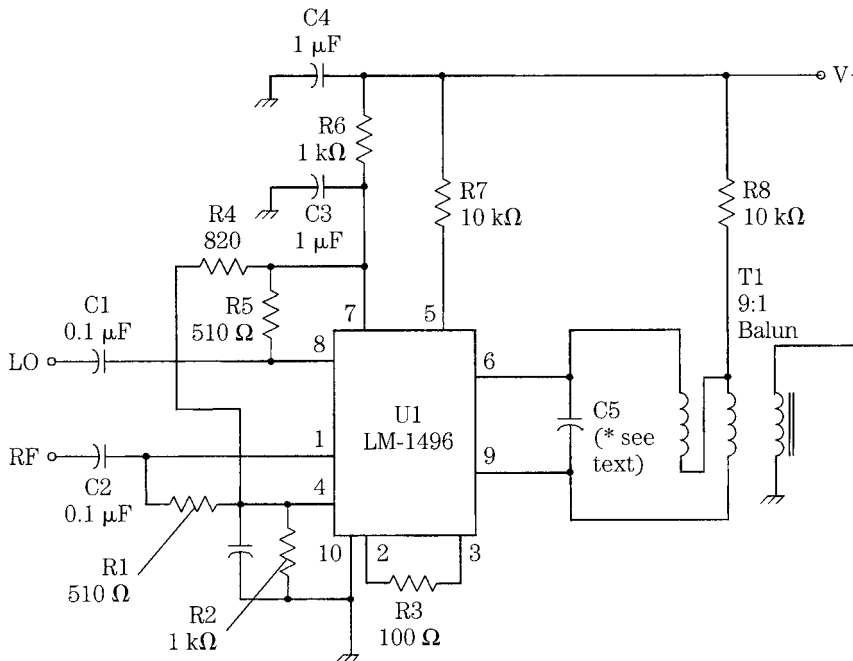 C4
1 µF
V+
R6
1 kΩ
R7
10 kΩ
R8
10 kΩ
C3
1 µF
R4
820
T1
9:1
Balun
C1
0.1 µF
R5
510 Ω
7
5
LO
8
6
U1
LM-1496
C5
(* see
text)
RF
1
9
C2
0.1 µF
4
10
2
3
R1
510 Ω
R2
1 kΩ
R3
100 Ω